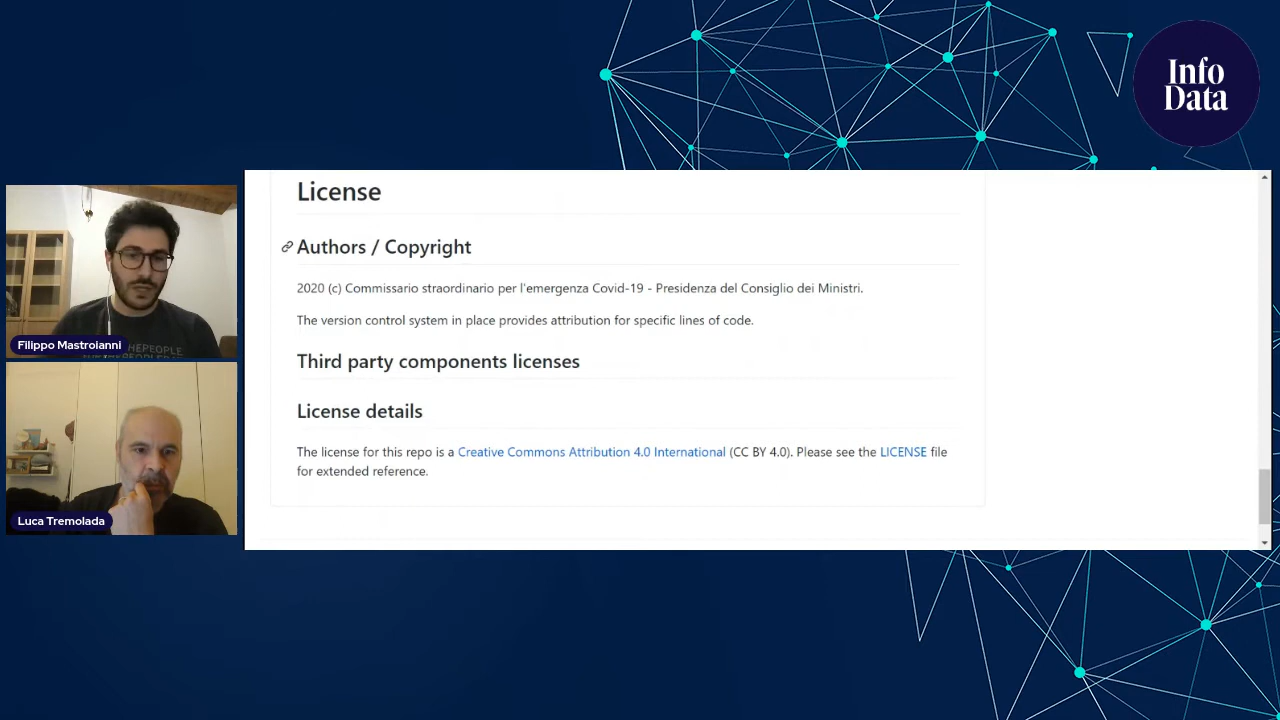 Info
Data
License
Authors / Copyright
2020 (c) Commissario straordinario per l'emergenza Covid-19 - Presidenza del Consiglio dei Ministri.
The version control system in place provides attribution for specific lines of code.
Third party components licenses
License details
The license for this repo is a Creative Commons Attribution 4.0 International (CC BY 4.0). Please see the LICENSE file
for extended reference.
Filippo Mastroianni
Luca Tremolada